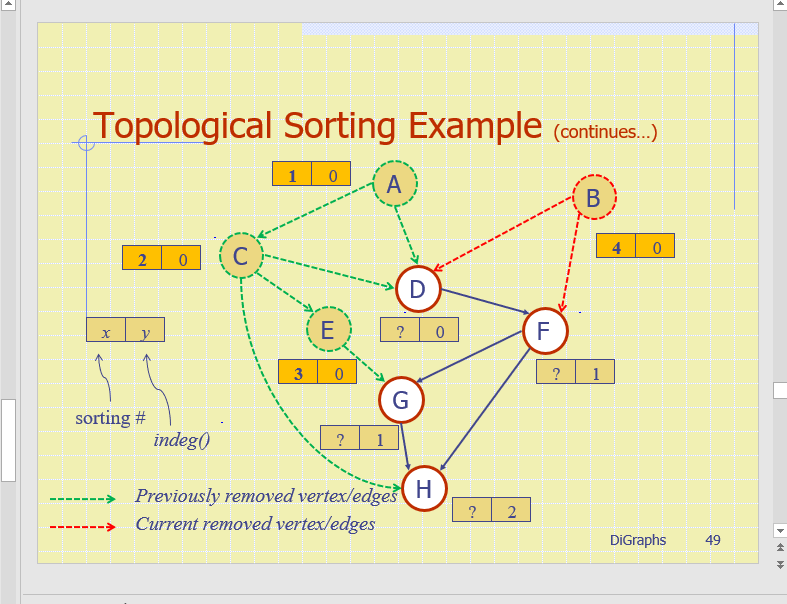 Topological Sorting Example (continues…)
1 0
A
B
4 0
2 0
C
D
? 0
x y
E
F
3 0
? 1
G
sorting #
indeg()
? 1
H
Previously removed vertex/edges
? 2
Current removed vertex/edges
DiGraphs 49